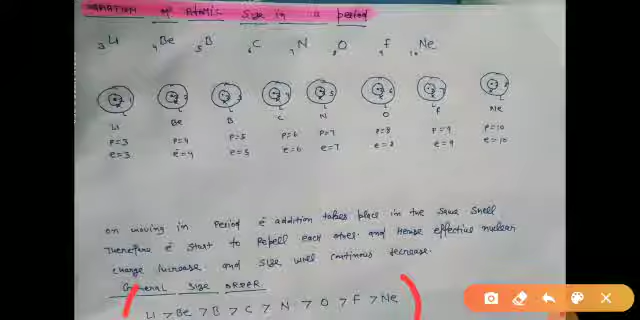 VARIATION of Atomic Size in a period
3Li 4Be 5B 6C 7N 8O 9F 10Ne
L L L L L L L L
Li Be B C N O F Ne
P=3 P=4 P=5 P=6 P=7 P=8 P=9 P=10
e=3 e=4 e=5 e=6 e=7 e=8 e=9 e=10
on moving in Period e addition takes place in the same Shell
Therefore e start to Repell each other and Hense effective nuclear
charge Increase and size will continous decrease.
General Size ORDER
Li > Be > B > C > N > O > F > Ne